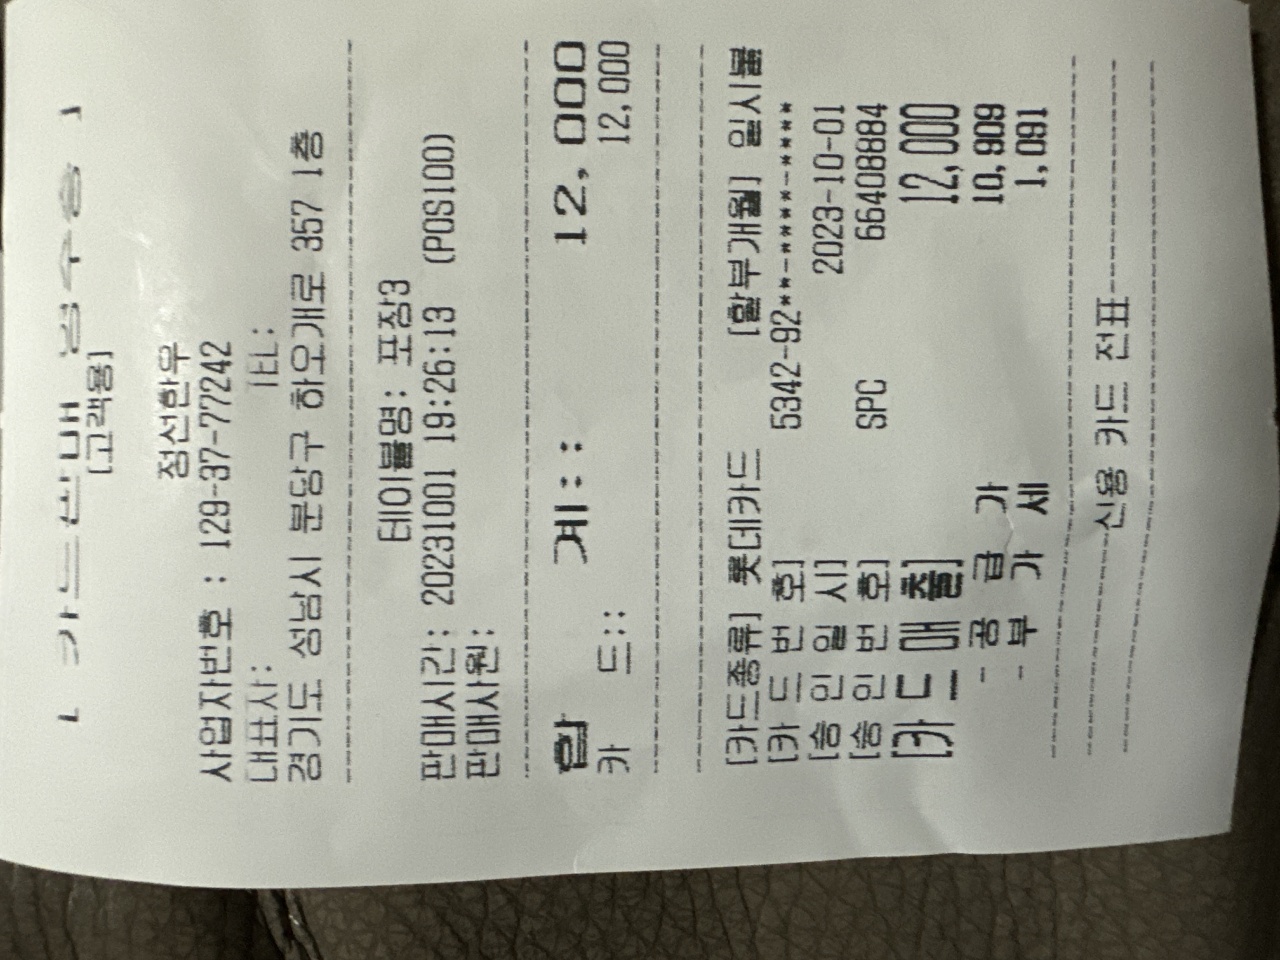 [ 카드판매 영수증 ]
[고객용]
정선한우
사업자번호 : 129-37-77242
대표자: TEL:
경기도 성남시 분당구 하오개로 357 1층
테이블명: 포장3
판매시간: 20231001 19:26:13 (POS100)
판매사원:
합 계:: 12,000
카 드:: 12,000
[카드종류] 롯데카드 [할부개월] 일시불
[카 드 번 호] 5342-92**-****-****
[승 인 일 시] 2023-10-01
[승 인 번 호] SPC 66408884
[카 드 매 출] 12,000
- 공 급 가 10,909
- 부 가 세 1,091
신용 카드 전표